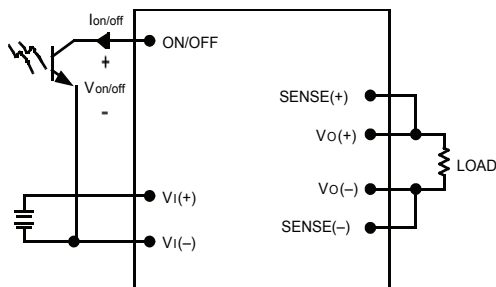 Ion/off
ON/OFF
+
Von/off
-
SENSE(+)
VO(+)
LOAD
VO(–)
SENSE(–)
VI(+)
VI(–)